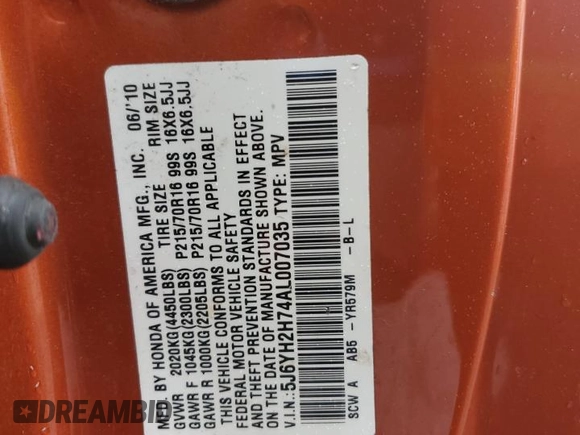 MFD. BY HONDA OF AMERICA MFG., INC. 06/'10
TIRE SIZE RIM SIZE
GVWR 2020KG(4450LBS)
GAWR F 1045KG(2300LBS) P215/70R16 99S 16X6.5JJ
GAWR R 1000KG(2205LBS) P215/70R16 99S 16X6.5JJ
THIS VEHICLE CONFORMS TO ALL APPLICABLE
FEDERAL MOTOR VEHICLE SAFETY
AND THEFT PREVENTION STANDARDS IN EFFECT
ON THE DATE OF MANUFACTURE SHOWN ABOVE.
V.I.N.: 5J6YH2H74AL007035 TYPE: MPV
SCW A AB5 -YR579M -B-L
DREAMBID